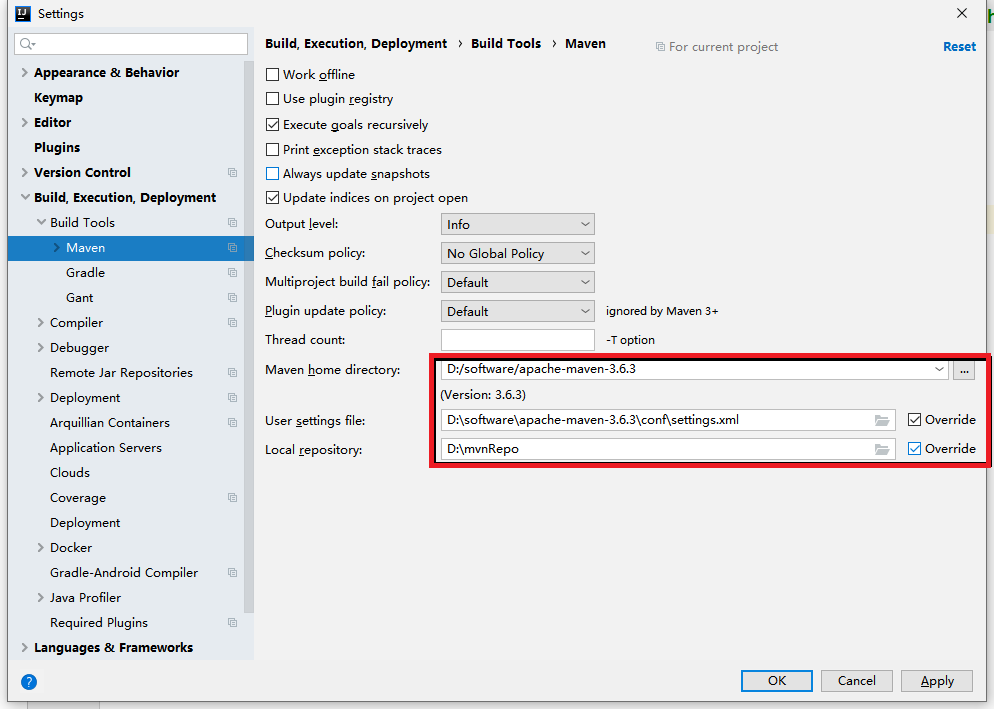 Settings
Build, Execution, Deployment › Build Tools › Maven
For current project
Reset
Appearance & Behavior
Keymap
Editor
Plugins
Version Control
Build, Execution, Deployment
Build Tools
Maven
Gradle
Gant
Compiler
Debugger
Remote Jar Repositories
Deployment
Arquillian Containers
Application Servers
Clouds
Coverage
Deployment
Docker
Gradle-Android Compiler
Java Profiler
Required Plugins
Languages & Frameworks
Work offline
Use plugin registry
Execute goals recursively
Print exception stack traces
Always update snapshots
Update indices on project open
Output level: Info
Checksum policy: No Global Policy
Multiproject build fail policy: Default
Plugin update policy: Default ignored by Maven 3+
Thread count: -T option
Maven home directory: D:/software/apache-maven-3.6.3 ...
(Version: 3.6.3)
User settings file: D:\software\apache-maven-3.6.3\conf\settings.xml Override
Local repository: D:\mvnRepo Override
?
OK Cancel Apply